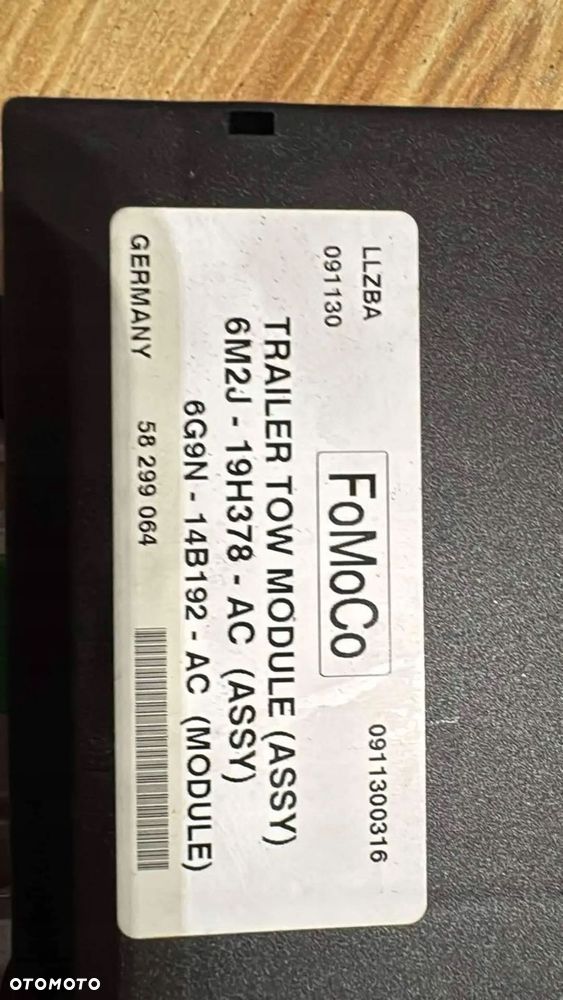 LLZBA
091130
FoMoCo
0911300316
TRAILER TOW MODULE (ASSY)
6M2J - 19H378 - AC (ASSY)
6G9N - 14B192 - AC (MODULE)
GERMANY 58 299 064
OTOMOTO